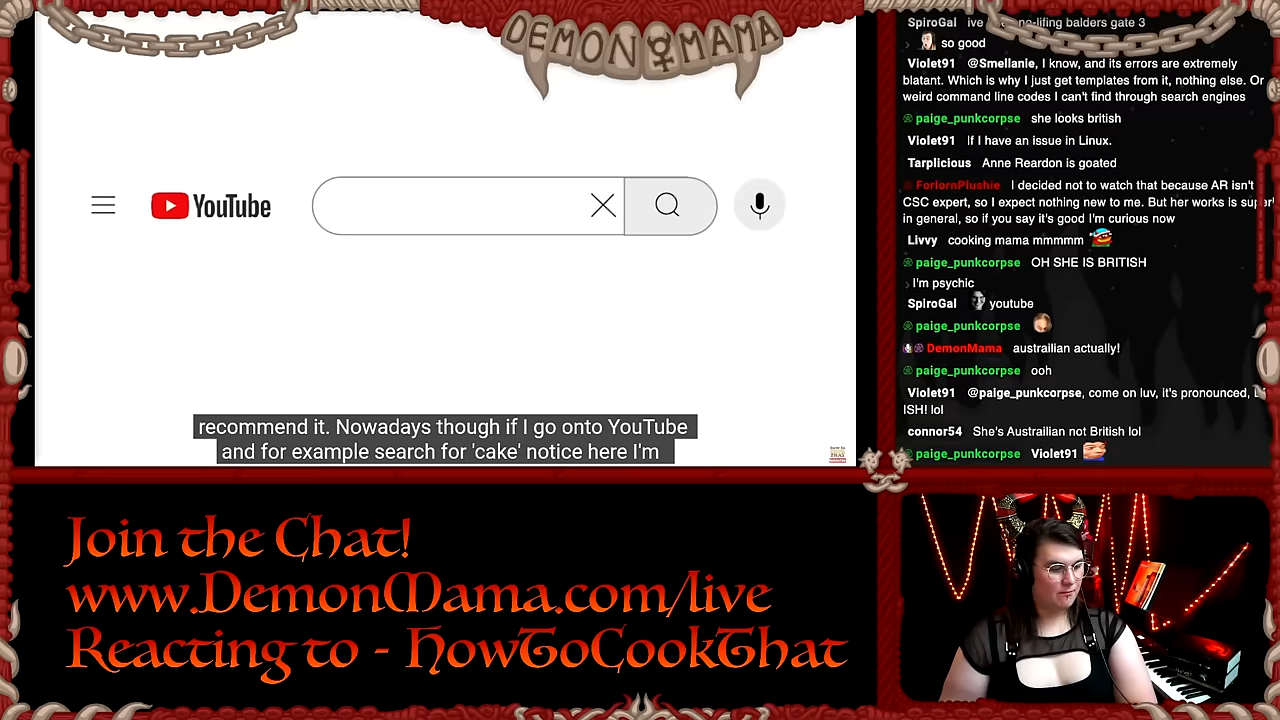 DEMON MAMA
YouTube
recommend it. Nowadays though if I go onto YouTube
and for example search for 'cake' notice here I'm
SpiroGal ive no-lifing balders gate 3
so good
Violet91 @Smellanie, I know, and its errors are extremely
blatant. Which is why I just get templates from it, nothing else. Or
weird command line codes I can't find through search engines
paige_punkcorpse she looks british
Violet91 If I have an issue in Linux.
Tarplicious Anne Reardon is goated
ForlornPlushie I decided not to watch that because AR isn't
CSC expert, so I expect nothing new to me. But her works is super
in general, so if you say it's good I'm curious now
Livvy cooking mama mmmmm
paige_punkcorpse OH SHE IS BRITISH
I'm psychic
SpiroGal youtube
paige_punkcorpse
DemonMama austrailian actually!
paige_punkcorpse ooh
Violet91 @paige_punkcorpse, come on luv, it's pronounced,
ISH! lol
connor54 She's Austrailian not British lol
paige_punkcorpse Violet91
Join the Chat!
www.DemonMama.com/live
Reacting to - HowToCookThat